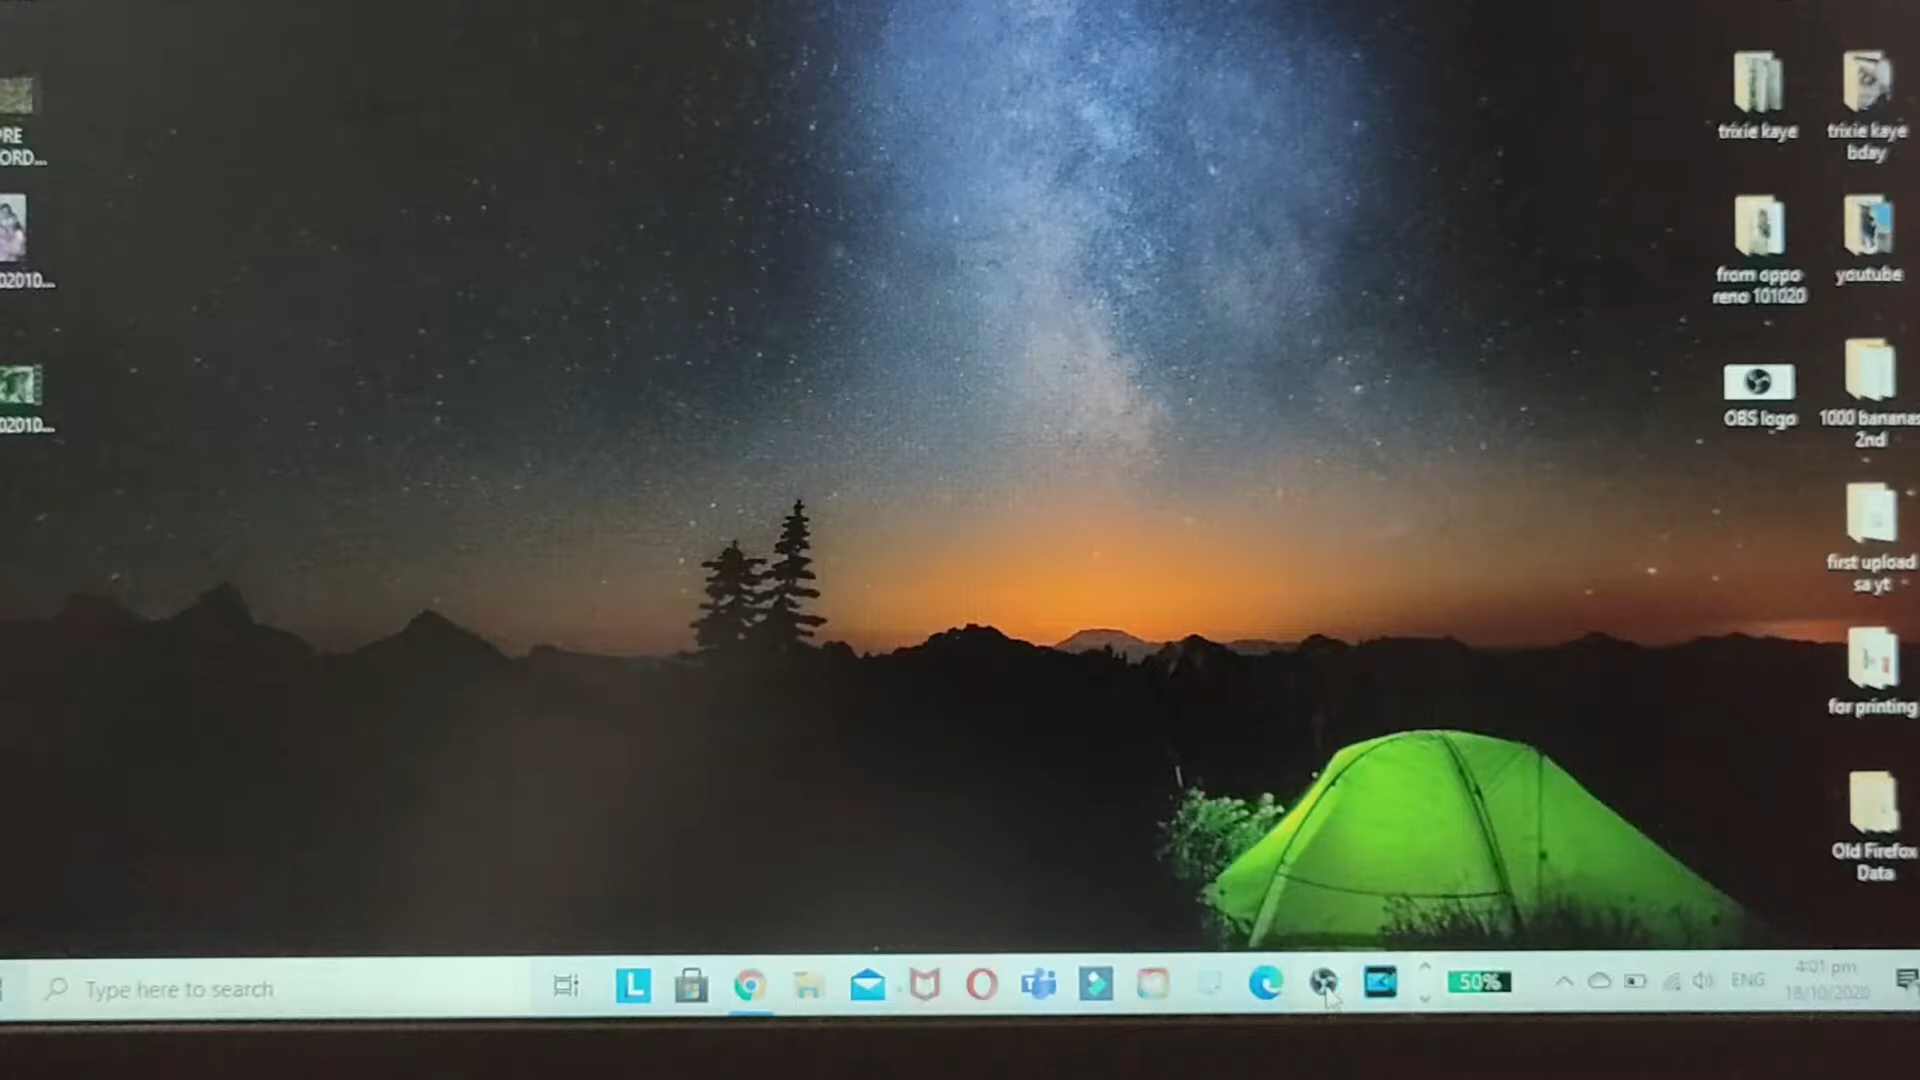 RE
ORD...
02010...
02010...
trixie kaye
trixie kaye
bday
from oppo
reno 101020
youtube
OBS logo
1000 bananas
2nd
first upload
sa yt
for printing
Old Firefox
Data
Type here to search
L
50%
ENG
4:01 pm
18/10/2020